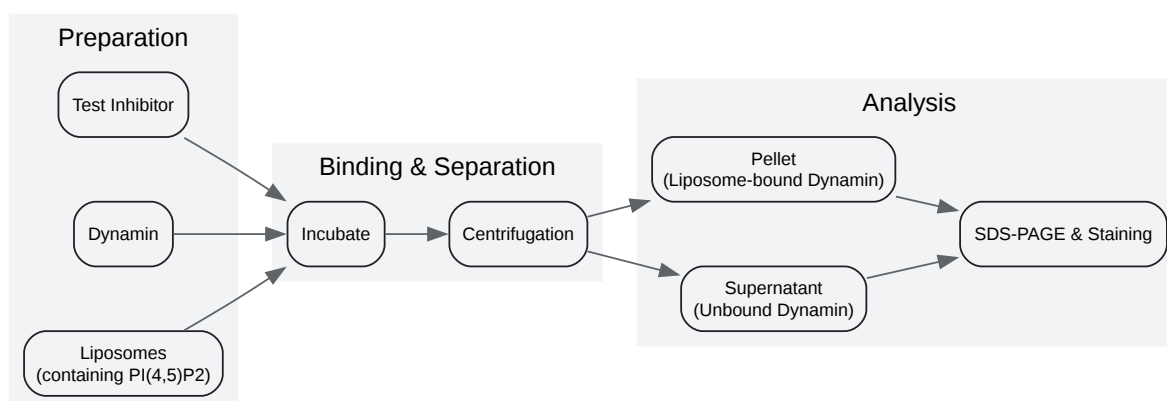 Preparation
Test Inhibitor
Dynamin
Liposomes
(containing PI(4,5)P2)
Binding & Separation
Incubate
Centrifugation
Analysis
Pellet
(Liposome-bound Dynamin)
Supernatant
(Unbound Dynamin)
SDS-PAGE & Staining